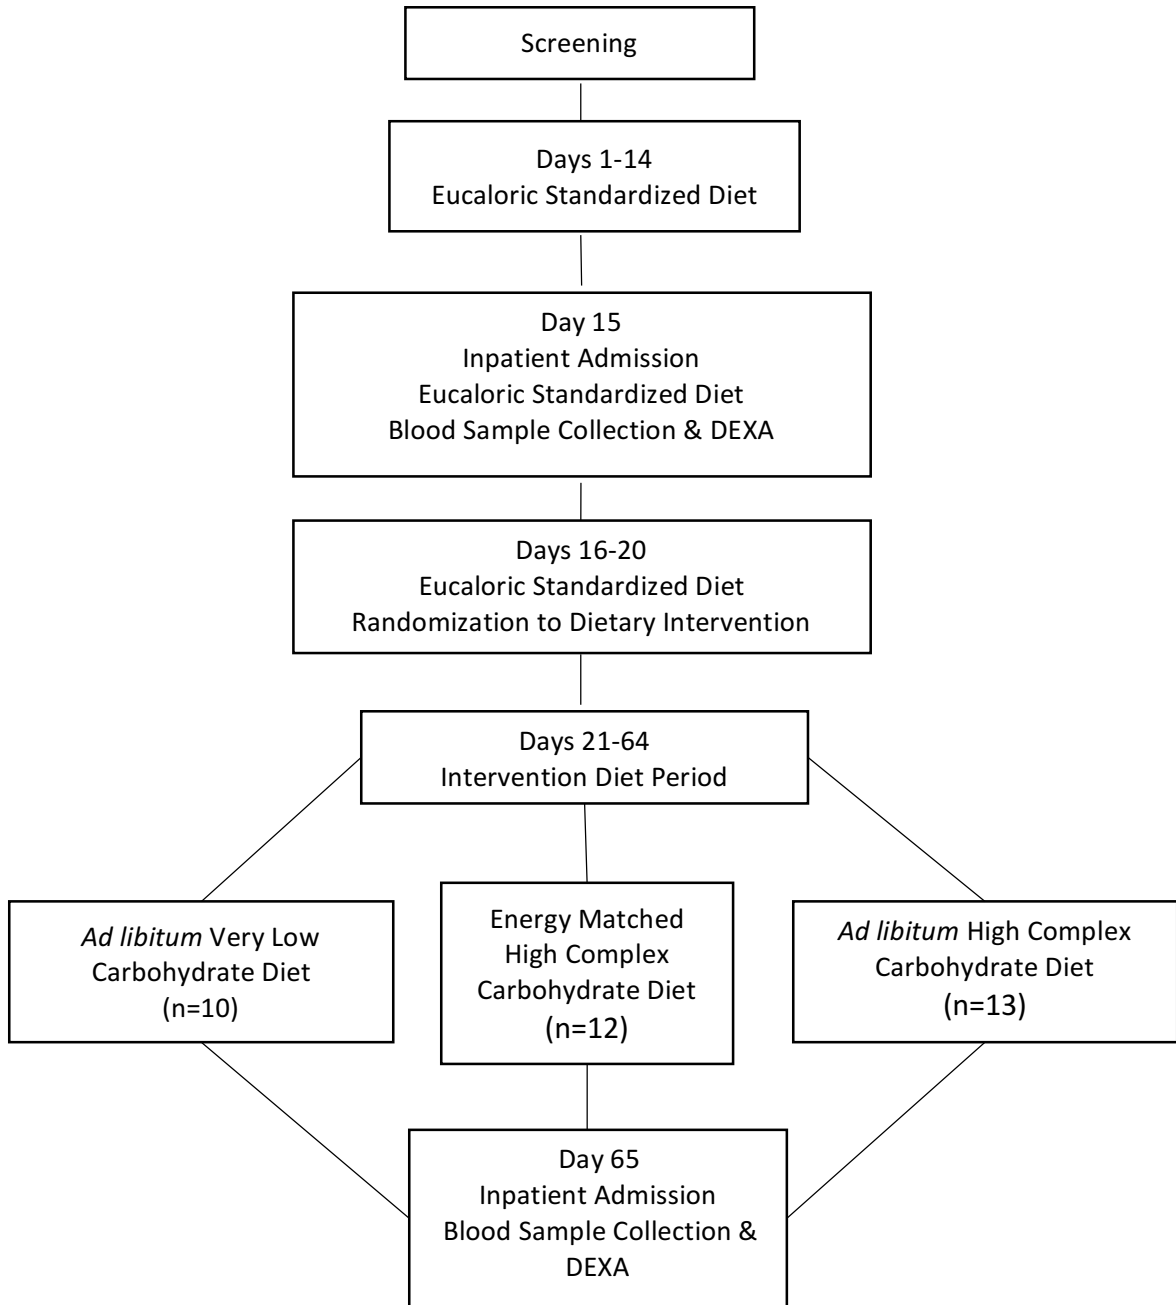 Screening
Days 1-14
Eucaloric Standardized Diet
Day 15
Inpatient Admission
Eucaloric Standardized Diet
Blood Sample Collection & DEXA
Days 16-20
Eucaloric Standardized Diet
Randomization to Dietary Intervention
Days 21-64
Intervention Diet Period
Ad libitum Very Low
Carbohydrate Diet
(n=10)
Energy Matched
High Complex
Carbohydrate Diet
(n=12)
Ad libitum High Complex
Carbohydrate Diet
(n=13)
Day 65
Inpatient Admission
Blood Sample Collection &
DEXA